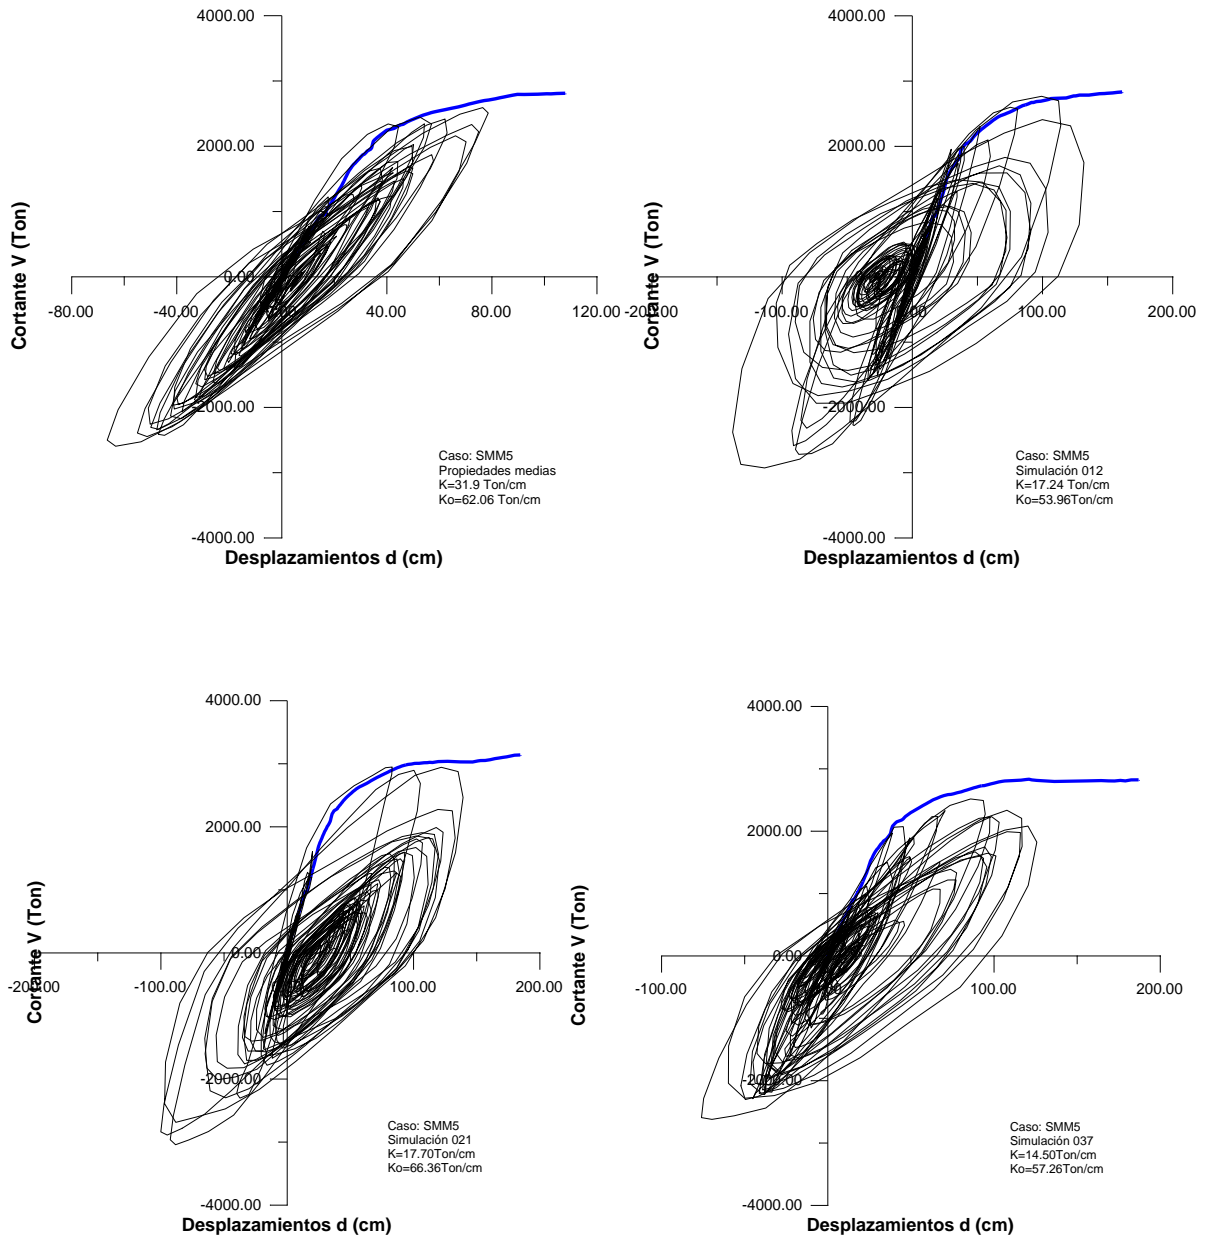 4000.00
2000.00
0.00
-2000.00
-4000.00
-80.00
-40.00
40.00
80.00
120.00
Cortante V (Ton)
Desplazamientos d (cm)
Caso: SMM5
Propiedades medias
K=31.9 Ton/cm
Ko=62.06 Ton/cm
4000.00
2000.00
0.00
-2000.00
-4000.00
-200.00
-100.00
100.00
200.00
Cortante V (Ton)
Desplazamientos d (cm)
Caso: SMM5
Simulación 012
K=17.24 Ton/cm
Ko=53.96Ton/cm
4000.00
2000.00
0.00
-2000.00
-4000.00
-200.00
-100.00
100.00
200.00
Cortante V (Ton)
Desplazamientos d (cm)
Caso: SMM5
Simulación 021
K=17.70Ton/cm
Ko=66.36Ton/cm
4000.00
2000.00
0.00
-2000.00
-4000.00
-100.00
100.00
200.00
Cortante V (Ton)
Desplazamientos d (cm)
Caso: SMM5
Simulación 037
K=14.50Ton/cm
Ko=57.26Ton/cm